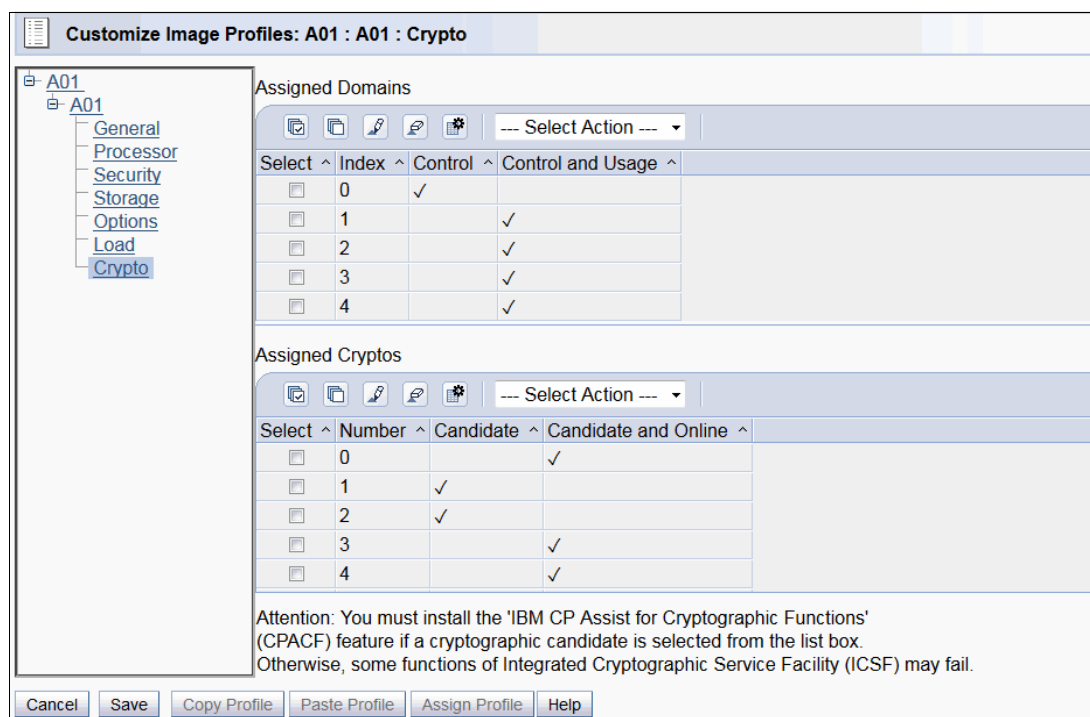 Customize Image Profiles: A01 : A01 : Crypto
A01
A01
General
Processor
Security
Storage
Options
Load
Crypto
Assigned Domains
--- Select Action ---
Select ^ Index ^ Control ^ Control and Usage ^
0 ✓
1 ✓
2 ✓
3 ✓
4 ✓
Assigned Cryptos
--- Select Action ---
Select ^ Number ^ Candidate ^ Candidate and Online ^
0 ✓
1 ✓
2 ✓
3 ✓
4 ✓
Attention: You must install the 'IBM CP Assist for Cryptographic Functions'
(CPACF) feature if a cryptographic candidate is selected from the list box.
Otherwise, some functions of Integrated Cryptographic Service Facility (ICSF) may fail.
Cancel Save Copy Profile Paste Profile Assign Profile Help